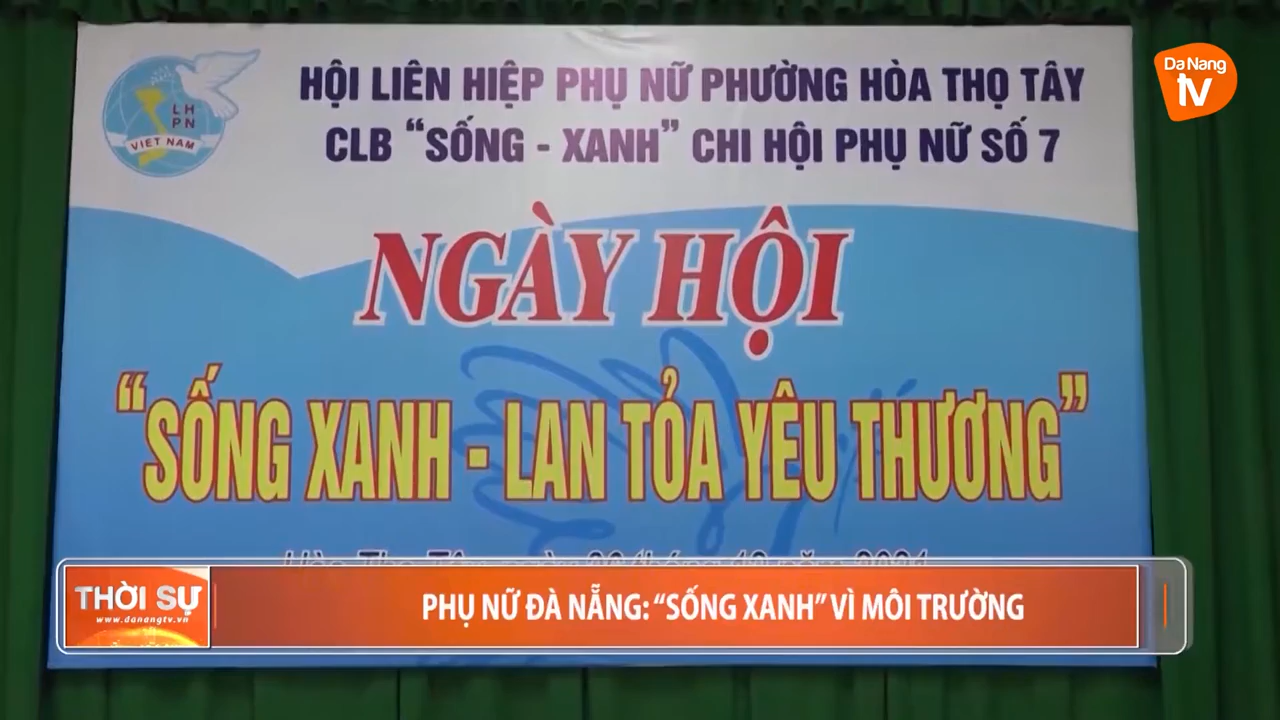 Da Nang
tv
HỘI LIÊN HIỆP PHỤ NỮ PHƯỜNG HÒA THỌ TÂY
LH
PN
VIỆT NAM
CLB “SỐNG - XANH” CHI HỘI PHỤ NỮ SỐ 7
NGÀY HỘI
“SỐNG XANH - LAN TỎA YÊU THƯƠNG”
THỜI SỰ
www.danangtv.vn
PHỤ NỮ ĐÀ NẴNG: “SỐNG XANH” VÌ MÔI TRƯỜNG